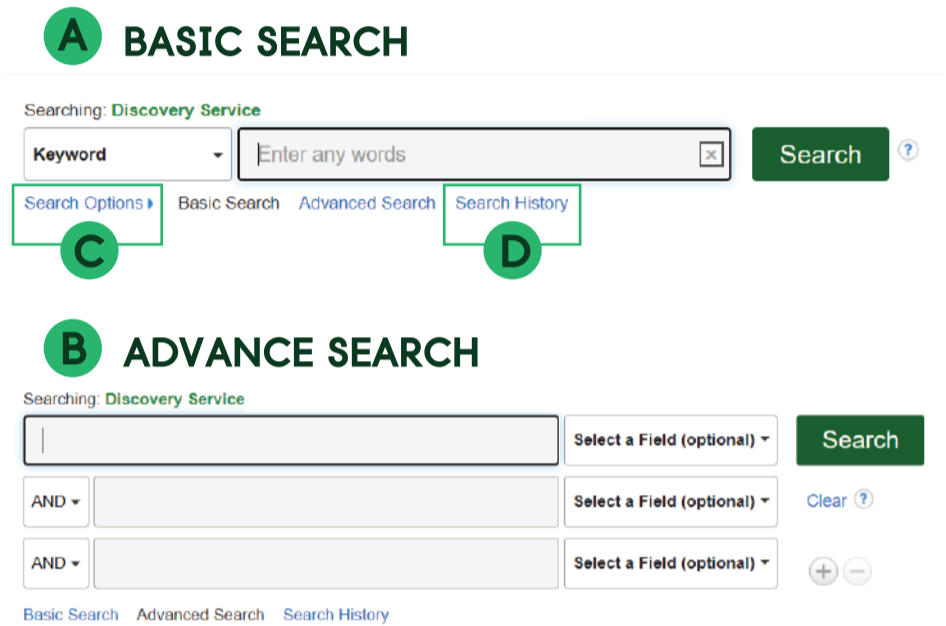 A BASIC SEARCH
Searching: Discovery Service
Keyword Enter any words Search ?
Search Options Basic Search Advanced Search Search History
C D
B ADVANCE SEARCH
Searching: Discovery Service
Select a Field (optional) Search
AND Select a Field (optional) Clear ?
AND Select a Field (optional)
Basic Search Advanced Search Search History